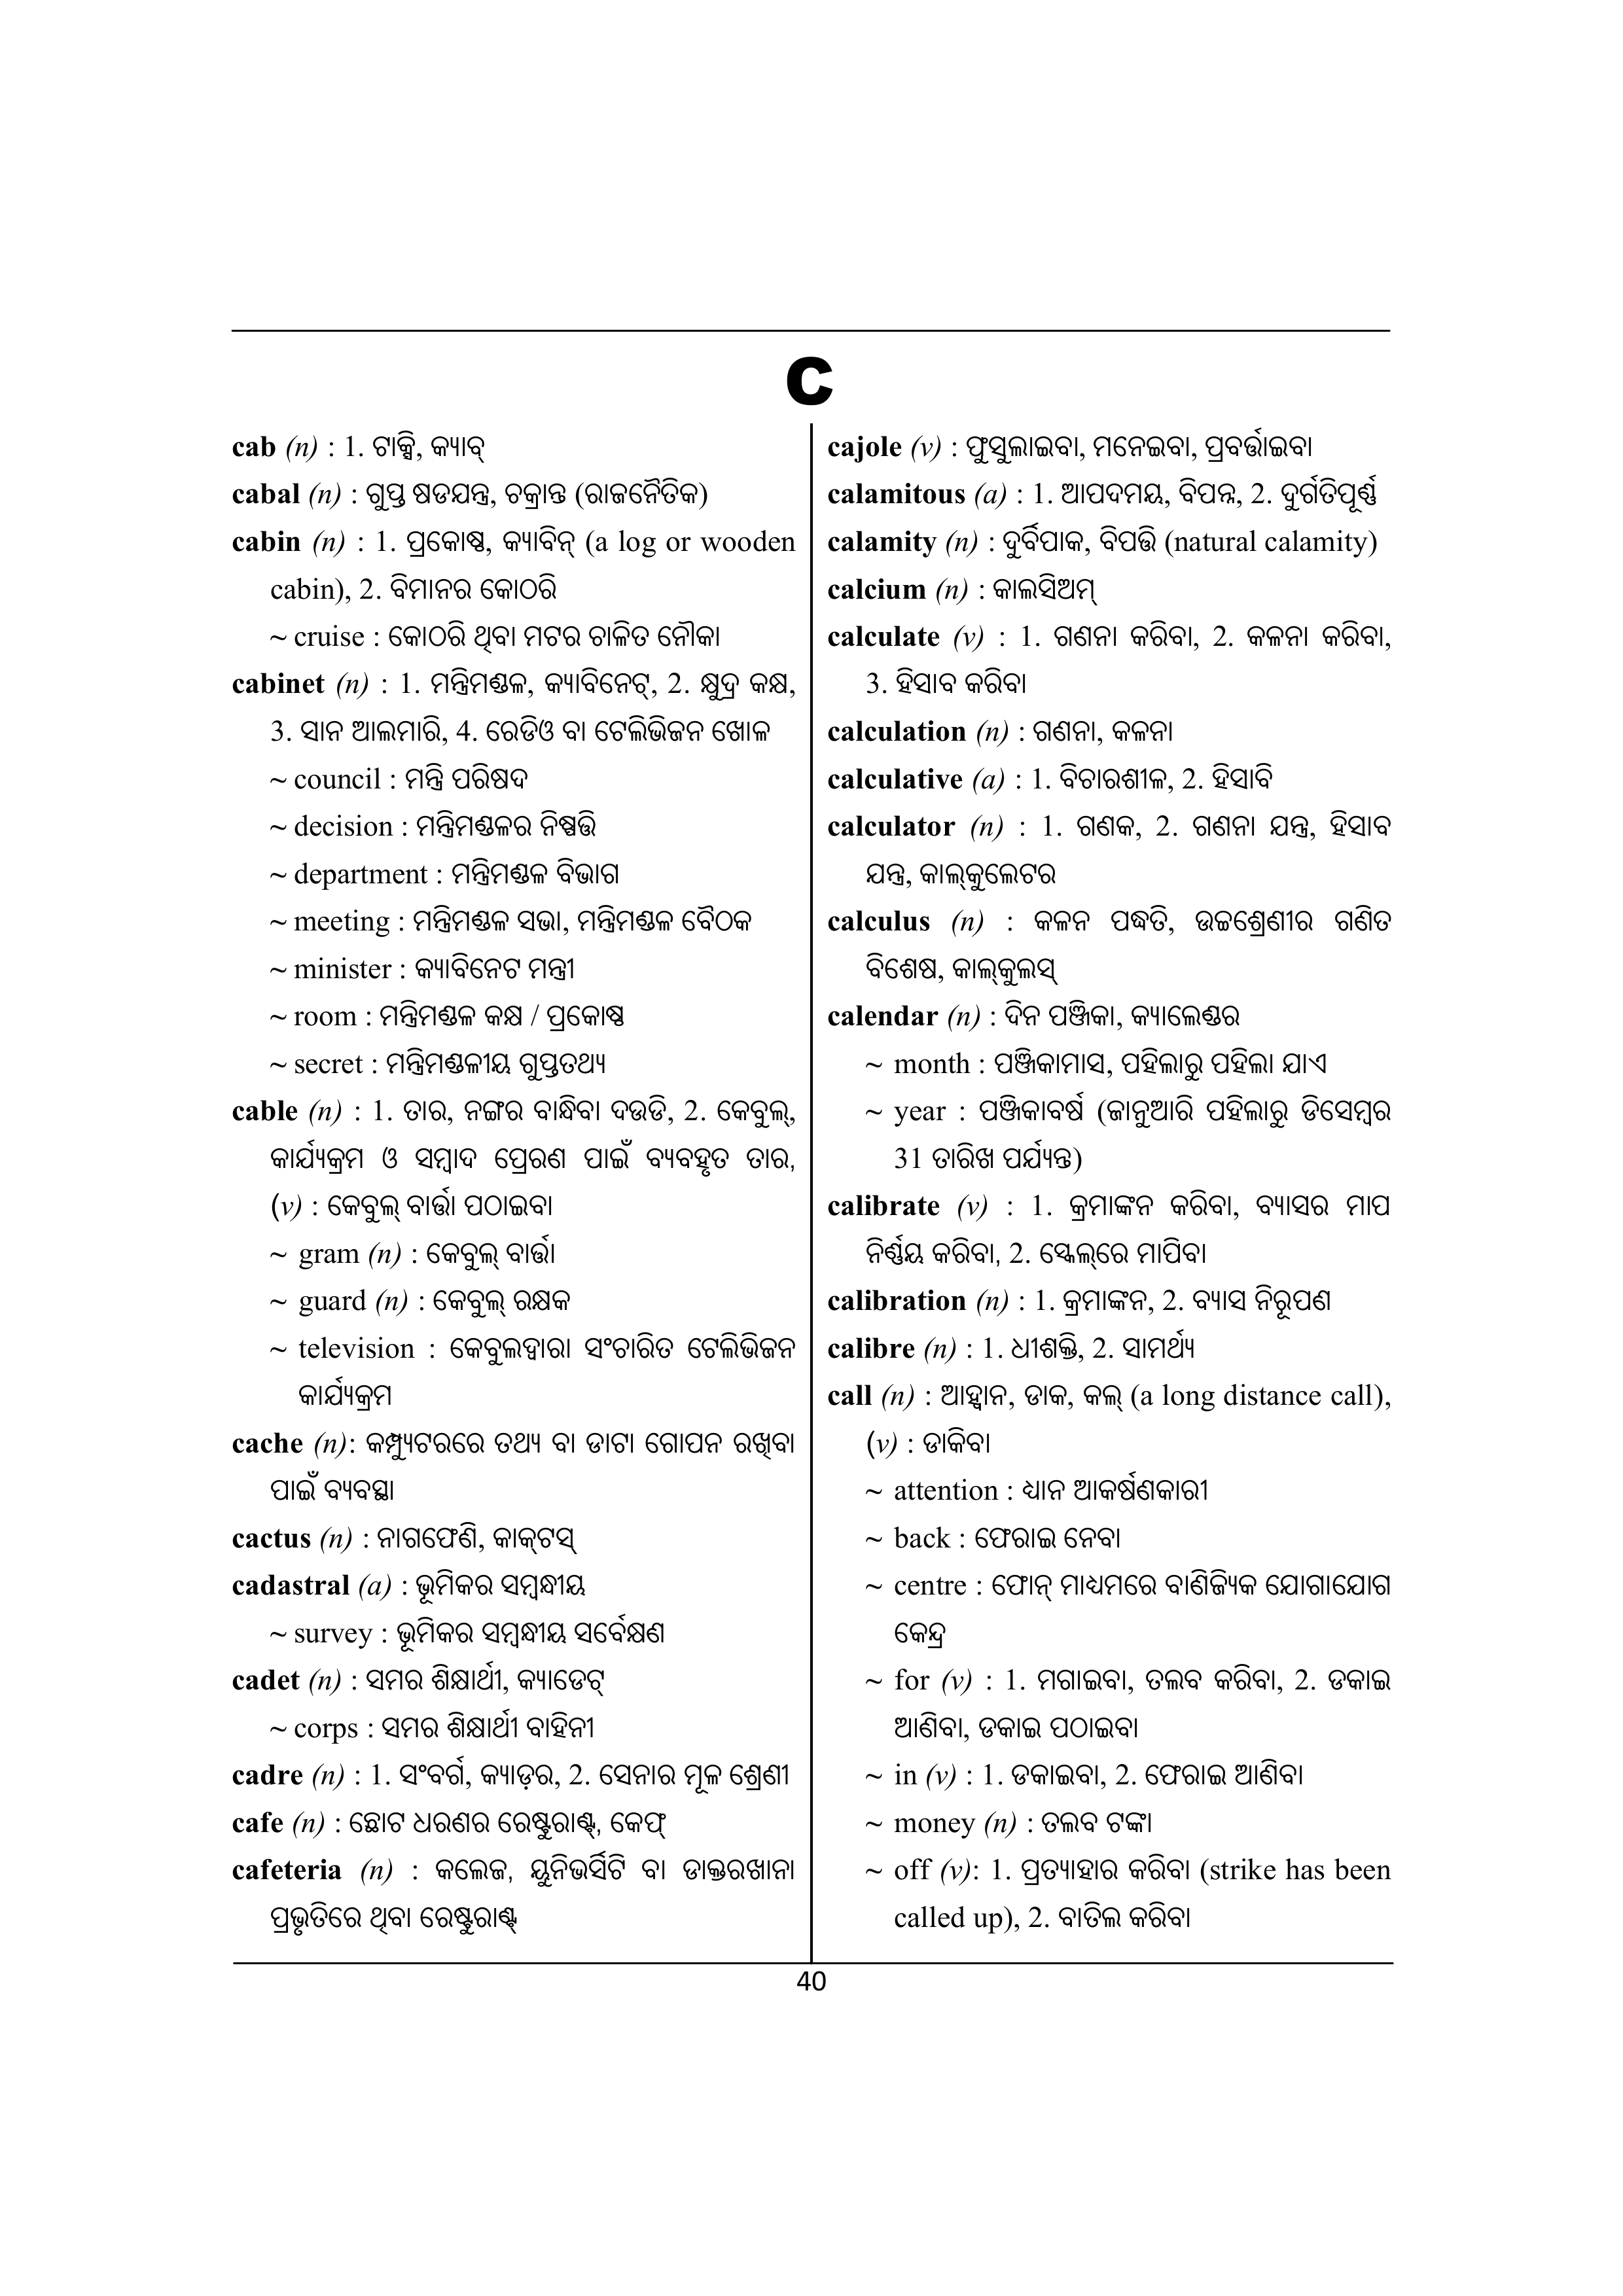 C
cab (n) : 1. ଟାକ୍ସି, କ୍ୟାବ୍
cabal (n) : ଗୁପ୍ତ ଷଡଯନ୍ତ୍ର, ଚକ୍ରାନ୍ତ (ରାଜନୈତିକ)
cabin (n) : 1. ପ୍ରକୋଷ୍ଠ, କ୍ୟାବିନ୍ (a log or wooden
cabin), 2. ବିମାନର କୋଠରି
~ cruise : କୋଠରି ଥିବା ମଟର ଚାଳିତ ନୌକା
cabinet (n) : 1. ମନ୍ତ୍ରିମଣ୍ଡଳ, କ୍ୟାବିନେଟ୍, 2. କ୍ଷୁଦ୍ର କକ୍ଷ,
3. ସାନ ଆଲମାରି, 4. ରେଡିଓ ବା ଟେଲିଭିଜନ ଖୋଳ
~ council : ମନ୍ତ୍ରି ପରିଷଦ
~ decision : ମନ୍ତ୍ରିମଣ୍ଡଳର ନିଷ୍ପତ୍ତି
~ department : ମନ୍ତ୍ରିମଣ୍ଡଳ ବିଭାଗ
~ meeting : ମନ୍ତ୍ରିମଣ୍ଡଳ ସଭା, ମନ୍ତ୍ରିମଣ୍ଡଳ ବୈଠକ
~ minister : କ୍ୟାବିନେଟ ମନ୍ତ୍ରୀ
~ room : ମନ୍ତ୍ରିମଣ୍ଡଳ କକ୍ଷ / ପ୍ରକୋଷ୍ଠ
~ secret : ମନ୍ତ୍ରିମଣ୍ଡଳୀୟ ଗୁପ୍ତତଥ୍ୟ
cable (n) : 1. ତାର, ନଙ୍ଗର ବାନ୍ଧିବା ଦଉଡି, 2. କେବୁଲ୍,
କାର୍ଯ୍ୟକ୍ରମ ଓ ସମ୍ବାଦ ପ୍ରେରଣ ପାଇଁ ବ୍ୟବହୃତ ତାର,
(v) : କେବୁଲ୍ ବାର୍ତ୍ତା ପଠାଇବା
~ gram (n) : କେବୁଲ୍ ବାର୍ତ୍ତା
~ guard (n) : କେବୁଲ୍ ରକ୍ଷକ
~ television : କେବୁଲଦ୍ୱାରା ସଂଚାରିତ ଟେଲିଭିଜନ
କାର୍ଯ୍ୟକ୍ରମ
cache (n): କମ୍ପ୍ୟୁଟରରେ ତଥ୍ୟ ବା ଡାଟା ଗୋପନ ରଖିବା
ପାଇଁ ବ୍ୟବସ୍ଥା
cactus (n) : ନାଗଫେଣି, କାକ୍‌ଟସ୍
cadastral (a) : ଭୂମିକର ସମ୍ବନ୍ଧୀୟ
~ survey : ଭୂମିକର ସମ୍ବନ୍ଧୀୟ ସର୍ବେକ୍ଷଣ
cadet (n) : ସମର ଶିକ୍ଷାର୍ଥୀ, କ୍ୟାଡେଟ୍
~ corps : ସମର ଶିକ୍ଷାର୍ଥୀ ବାହିନୀ
cadre (n) : 1. ସଂବର୍ଗ, କ୍ୟାଡ଼ର, 2. ସେନାର ମୂଳ ଶ୍ରେଣୀ
cafe (n) : ଛୋଟ ଧରଣର ରେଷ୍ଟୁରାଣ୍ଟ, କେଫ୍
cafeteria (n) : କଲେଜ, ୟୁନିଭର୍ସିଟି ବା ଡାକ୍ତରଖାନା
ପ୍ରଭୃତିରେ ଥିବା ରେଷ୍ଟୁରାଣ୍ଟ
cajole (v) : ଫୁସୁଲାଇବା, ମନେଇବା, ପ୍ରବର୍ତ୍ତାଇବା
calamitous (a) : 1. ଆପଦମୟ, ବିପନ୍ନ, 2. ଦୁର୍ଗତିପୂର୍ଣ୍ଣ
calamity (n) : ଦୁର୍ବିପାକ, ବିପତ୍ତି (natural calamity)
calcium (n) : କାଲସିଅମ୍
calculate (v) : 1. ଗଣନା କରିବା, 2. କଳନା କରିବା,
3. ହିସାବ କରିବା
calculation (n) : ଗଣନା, କଳନା
calculative (a) : 1. ବିଚାରଶୀଳ, 2. ହିସାବି
calculator (n) : 1. ଗଣକ, 2. ଗଣନା ଯନ୍ତ୍ର, ହିସାବ
ଯନ୍ତ୍ର, କାଲ୍‌କୁଲେଟର
calculus (n) : କଳନ ପଦ୍ଧତି, ଉଚ୍ଚଶ୍ରେଣୀର ଗଣିତ
ବିଶେଷ, କାଲ୍‌କୁଲସ୍
calendar (n) : ଦିନ ପଞ୍ଜିକା, କ୍ୟାଲେଣ୍ଡର
~ month : ପଞ୍ଜିକାମାସ, ପହିଲାରୁ ପହିଲା ଯାଏ
~ year : ପଞ୍ଜିକାବର୍ଷ (ଜାନୁଆରି ପହିଲାରୁ ଡିସେମ୍ବର
31 ତାରିଖ ପର୍ଯ୍ୟନ୍ତ)
calibrate (v) : 1. କ୍ରମାଙ୍କନ କରିବା, ବ୍ୟାସର ମାପ
ନିର୍ଣ୍ଣୟ କରିବା, 2. ସ୍କେଲ୍‌ରେ ମାପିବା
calibration (n) : 1. କ୍ରମାଙ୍କନ, 2. ବ୍ୟାସ ନିରୂପଣ
calibre (n) : 1. ଧୀଶକ୍ତି, 2. ସାମର୍ଥ୍ୟ
call (n) : ଆହ୍ୱାନ, ଡାକ, କଲ୍ (a long distance call),
(v) : ଡାକିବା
~ attention : ଧ୍ୟାନ ଆକର୍ଷଣକାରୀ
~ back : ଫେରାଇ ନେବା
~ centre : ଫୋନ୍ ମାଧ୍ୟମରେ ବାଣିଜ୍ୟିକ ଯୋଗାଯୋଗ
କେନ୍ଦ୍ର
~ for (v) : 1. ମଗାଇବା, ତଲବ କରିବା, 2. ଡକାଇ
ଆଣିବା, ଡକାଇ ପଠାଇବା
~ in (v) : 1. ଡକାଇବା, 2. ଫେରାଇ ଆଣିବା
~ money (n) : ତଲବ ଟଙ୍କା
~ off (v): 1. ପ୍ରତ୍ୟାହାର କରିବା (strike has been
called up), 2. ବାତିଲ କରିବା
40